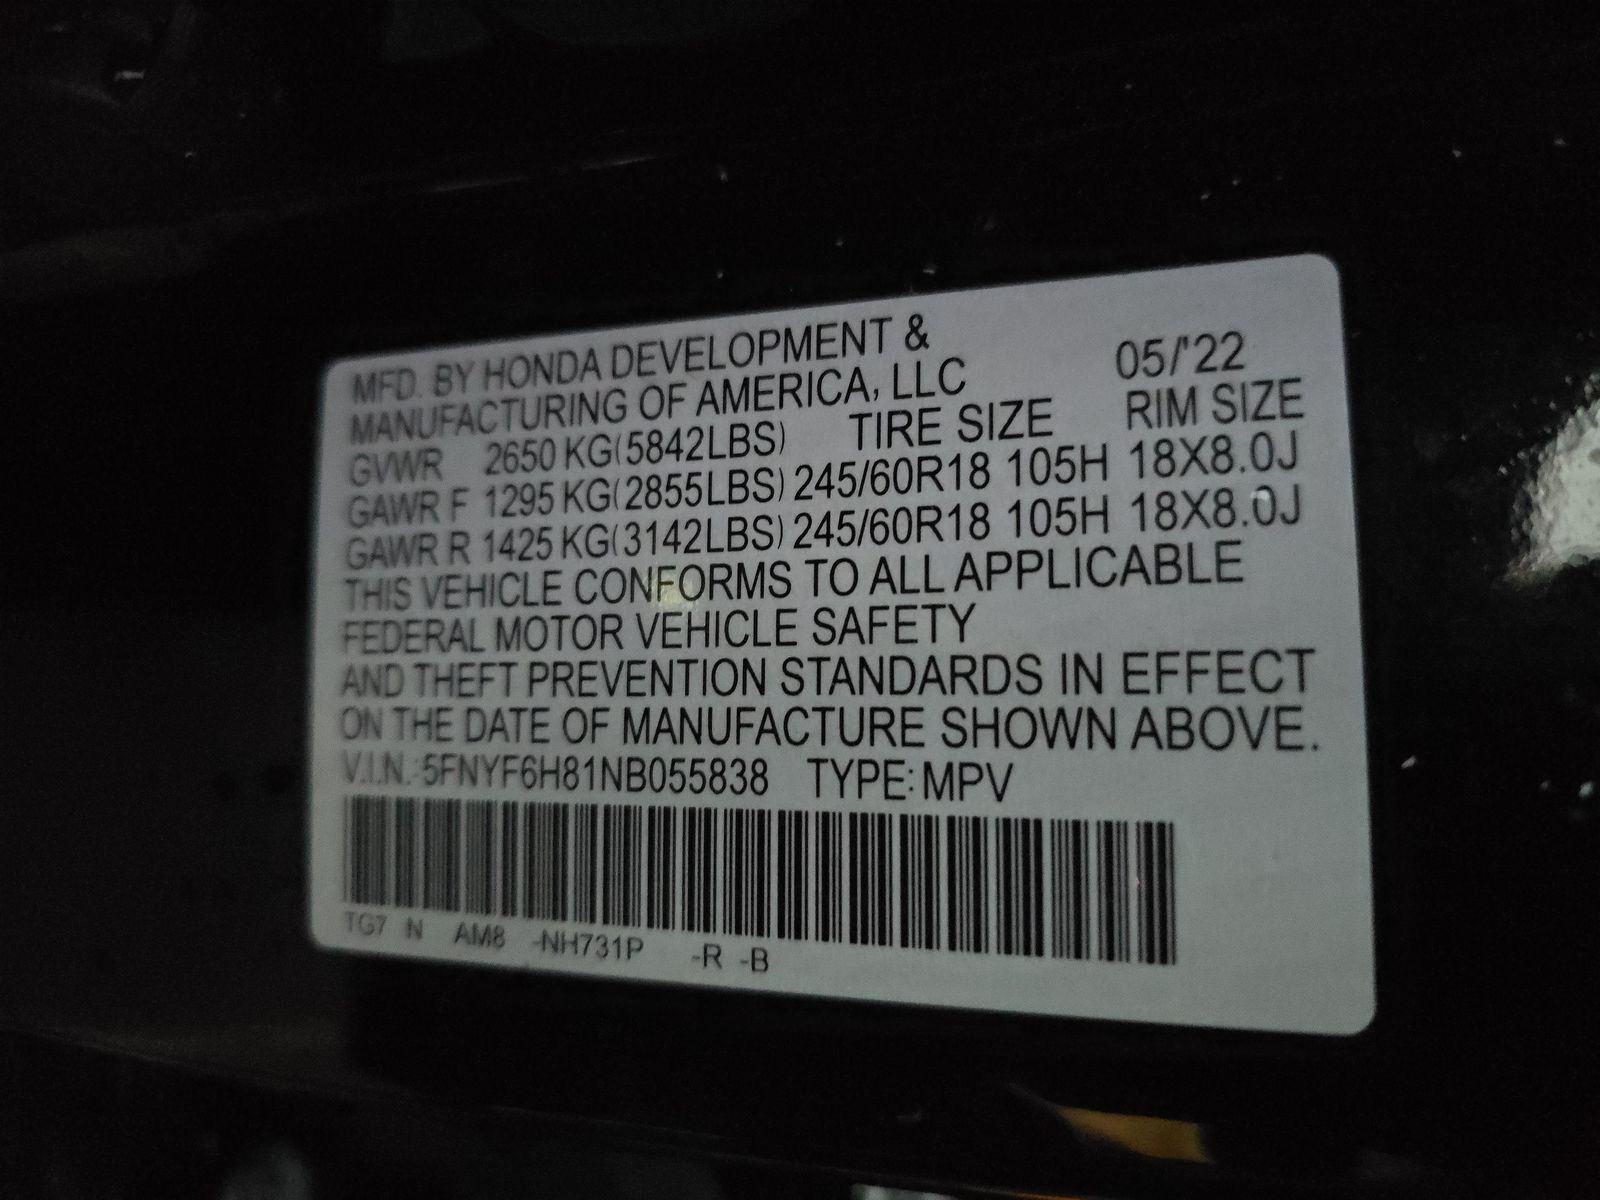 MFD. BY HONDA DEVELOPMENT &
MANUFACTURING OF AMERICA, LLC 05/'22
GVWR 2650 KG(5842LBS) TIRE SIZE RIM SIZE
GAWR F 1295 KG(2855LBS) 245/60R18 105H 18X8.0J
GAWR R 1425 KG(3142LBS) 245/60R18 105H 18X8.0J
THIS VEHICLE CONFORMS TO ALL APPLICABLE
FEDERAL MOTOR VEHICLE SAFETY
AND THEFT PREVENTION STANDARDS IN EFFECT
ON THE DATE OF MANUFACTURE SHOWN ABOVE.
V.I.N.:5FNYF6H81NB055838 TYPE:MPV
TG7 N AM8 -NH731P -R -B